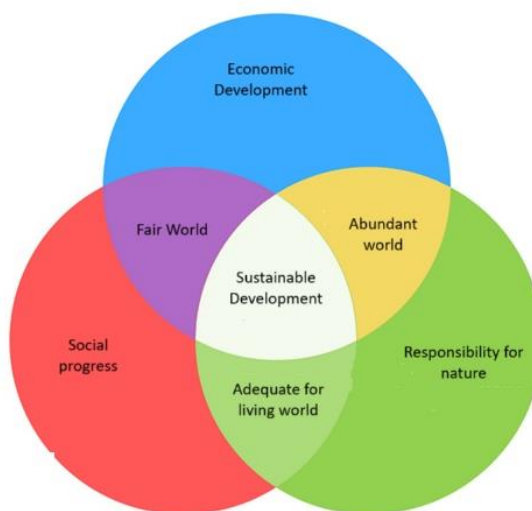 Economic
Development
Fair World
Abundant
world
Sustainable
Development
Social
progress
Responsibility for
nature
Adequate for
living world